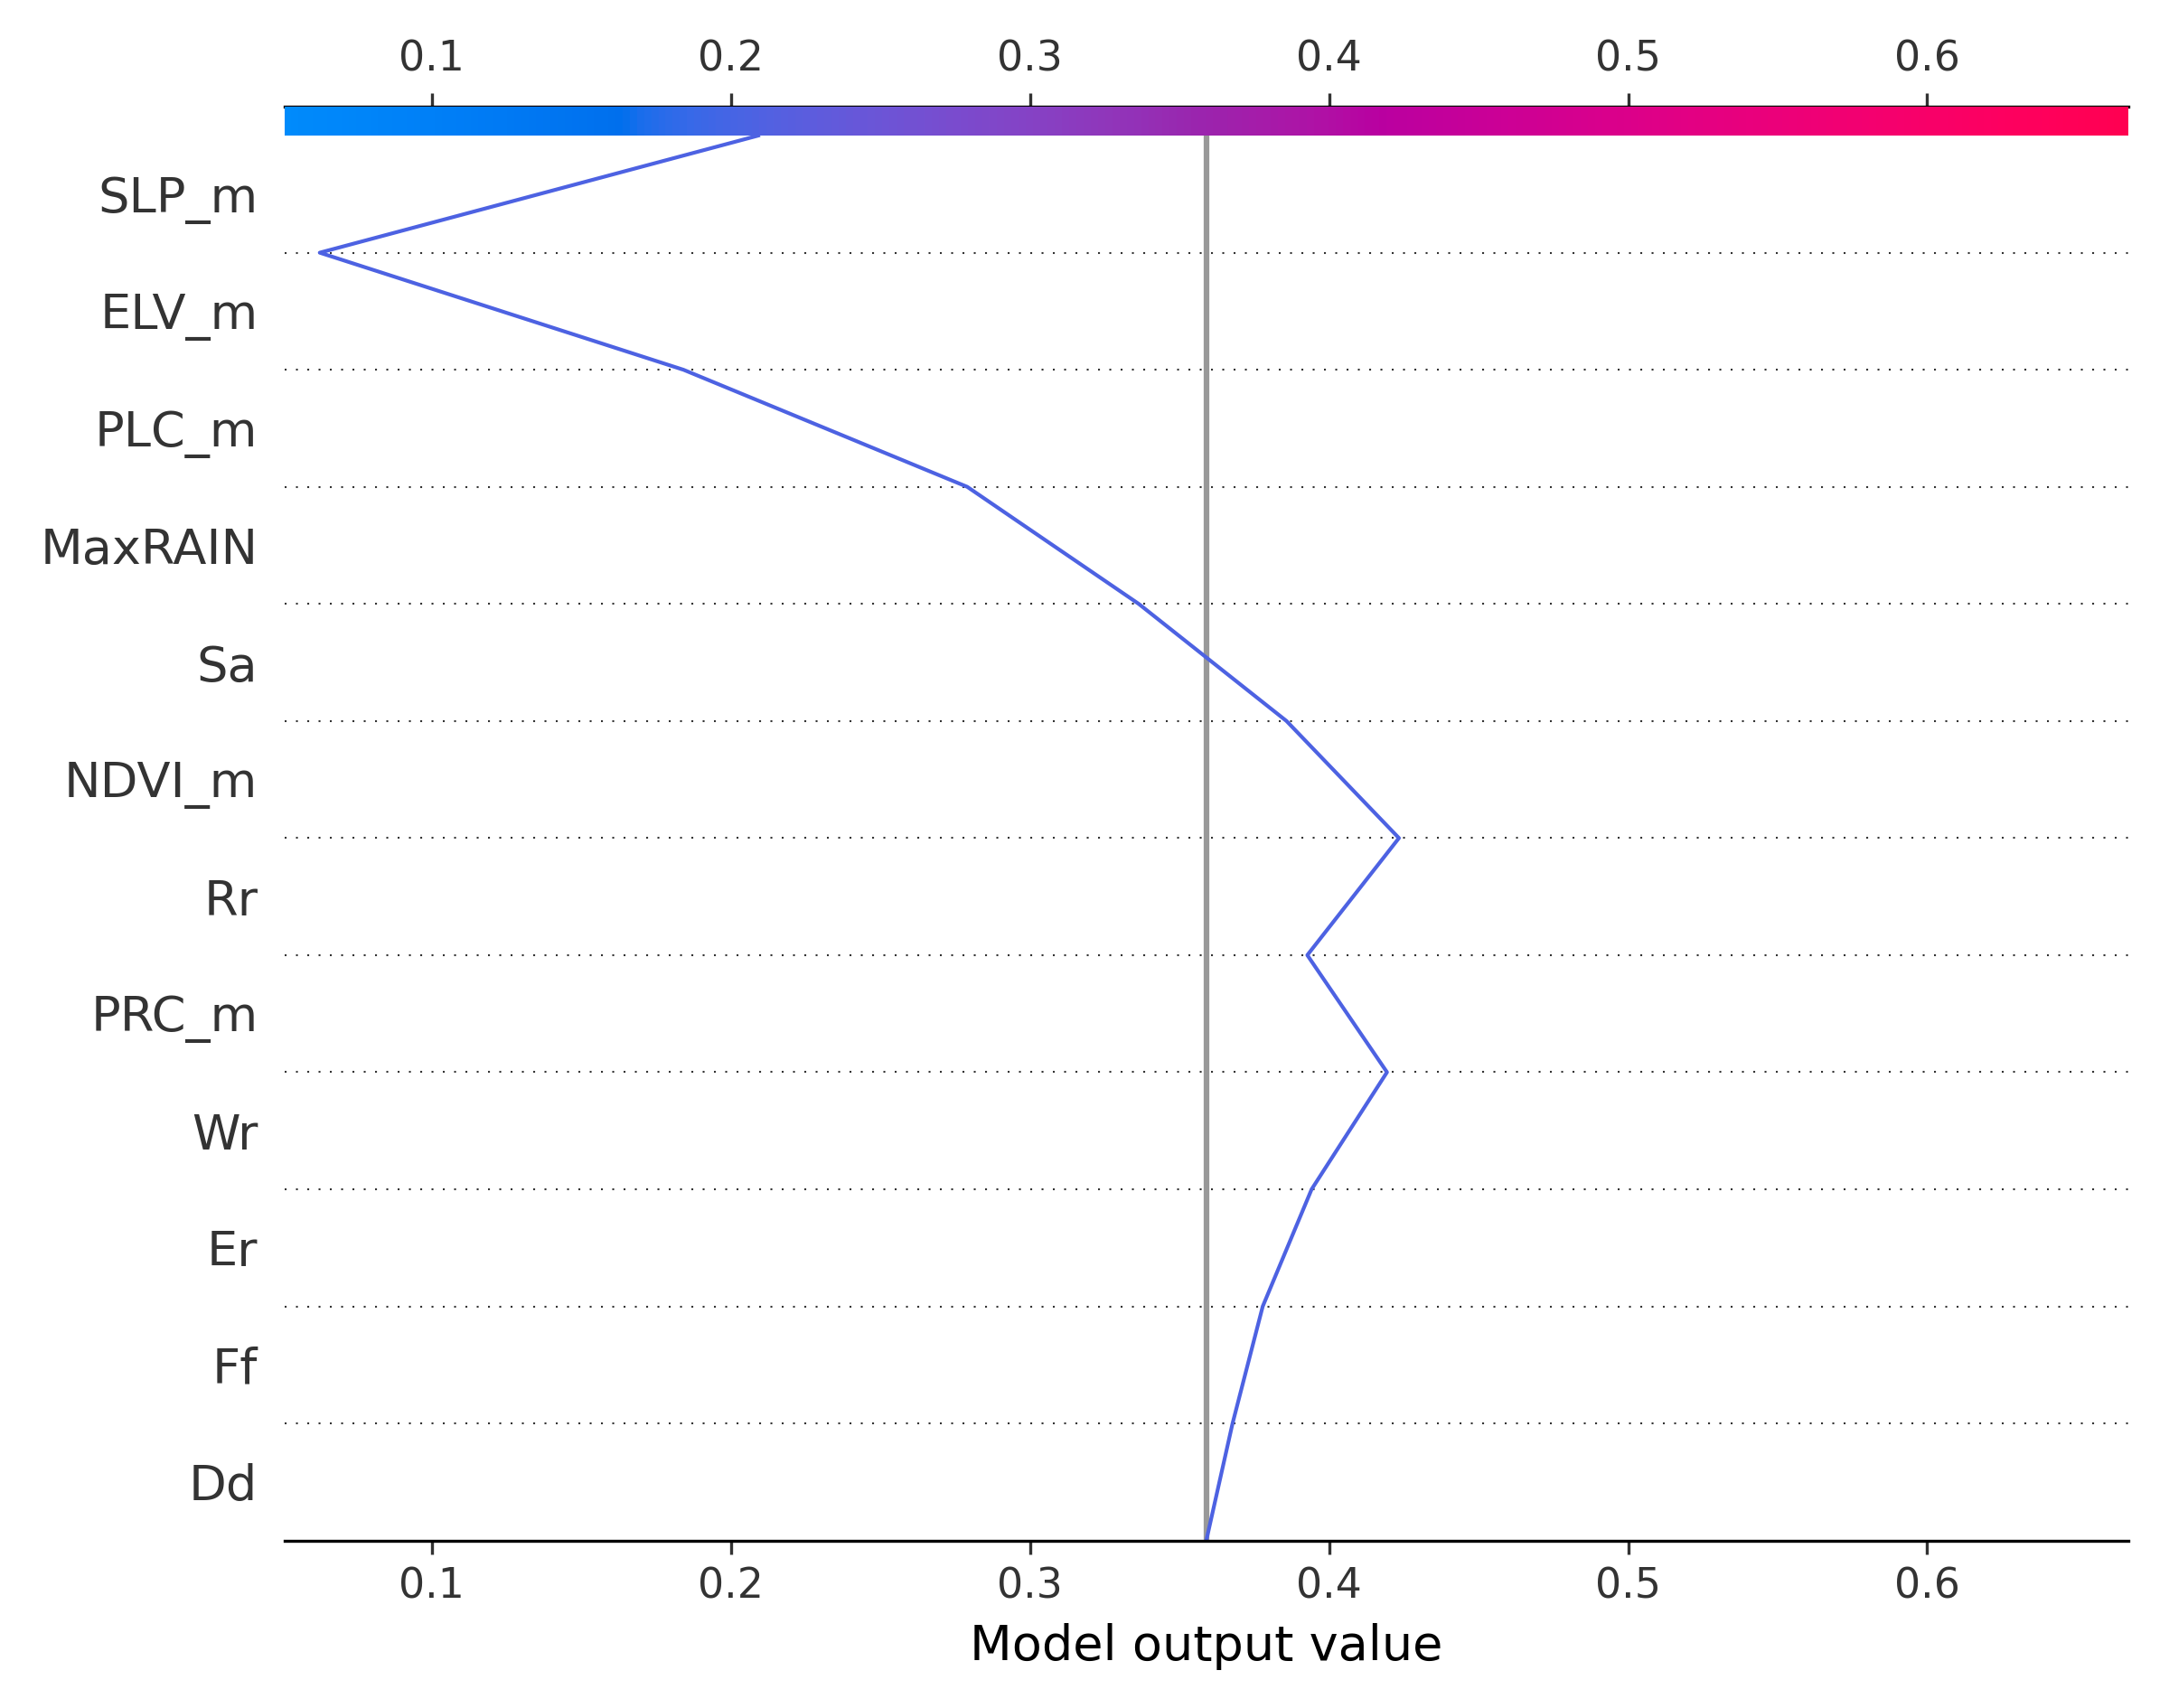 0.1 0.2 0.3 0.4 0.5 0.6
SLP_m
ELV_m
PLC_m
MaxRAIN
Sa
NDVI_m
Rr
PRC_m
Wr
Er
Ff
Dd
0.1 0.2 0.3 0.4 0.5 0.6
Model output value